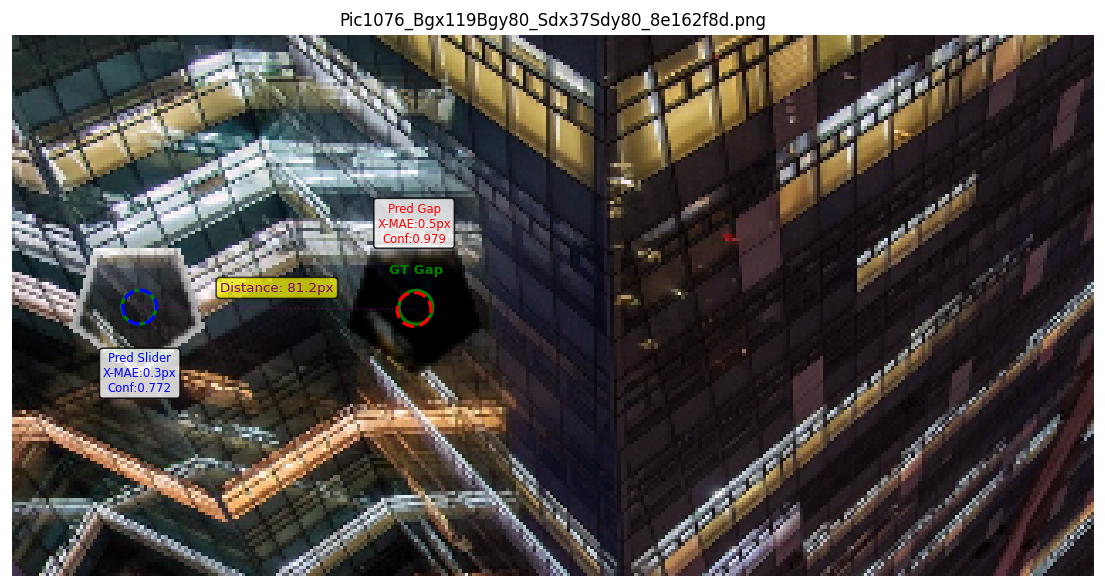 Pic1076_Bgx119Bgy80_Sdx37Sdy80_8e162f8d.png
Pred Gap
X-MAE:0.5px
Conf:0.979
GT Gap
Distance: 81.2px
Pred Slider
X-MAE:0.3px
Conf:0.772